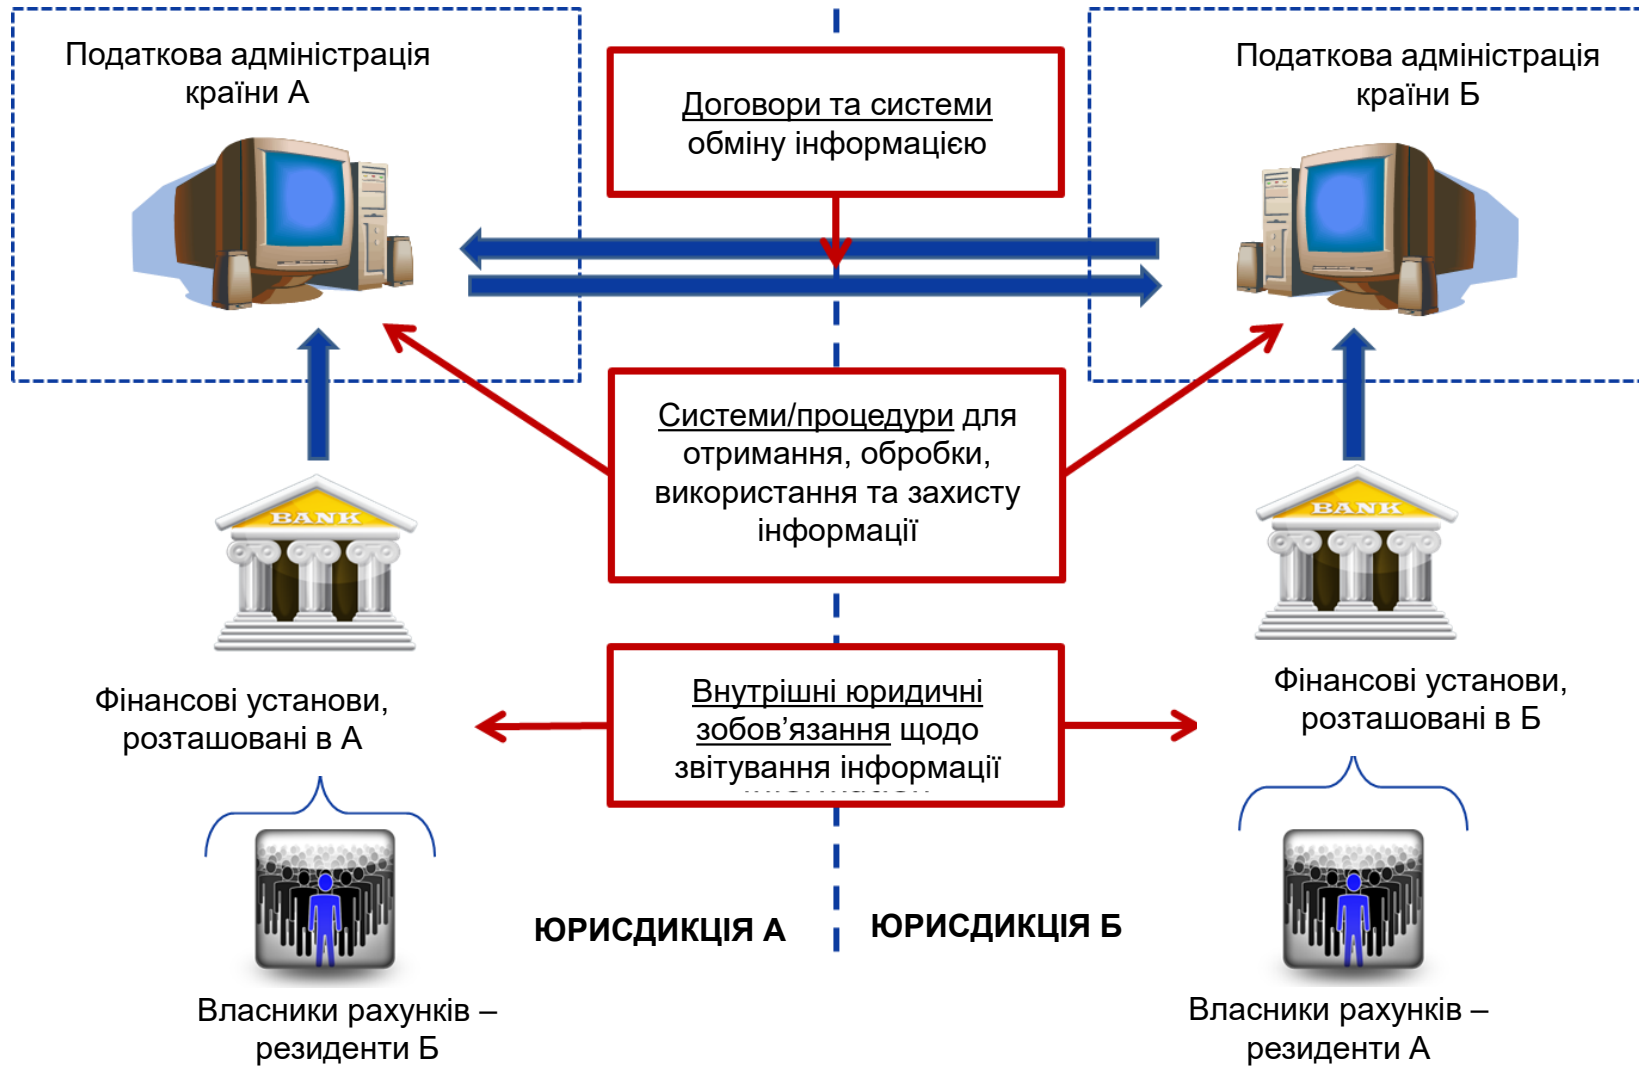 Податкова адміністрація
країни А
Договори та системи
обміну інформацією
Податкова адміністрація
країни Б
Системи/процедури для
отримання, обробки,
використання та захисту
інформації
BANK
BANK
Фінансові установи,
розташовані в А
Внутрішні юридичні
зобов’язання щодо
звітування інформації
Фінансові установи,
розташовані в Б
ЮРИСДИКЦІЯ А
ЮРИСДИКЦІЯ Б
Власники рахунків –
резиденти Б
Власники рахунків –
резиденти А